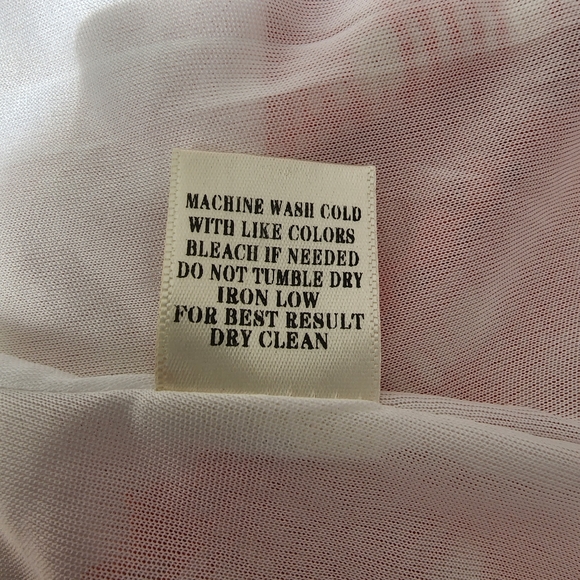 MACHINE WASH COLD
WITH LIKE COLORS
BLEACH IF NEEDED
DO NOT TUMBLE DRY
IRON LOW
FOR BEST RESULT
DRY CLEAN